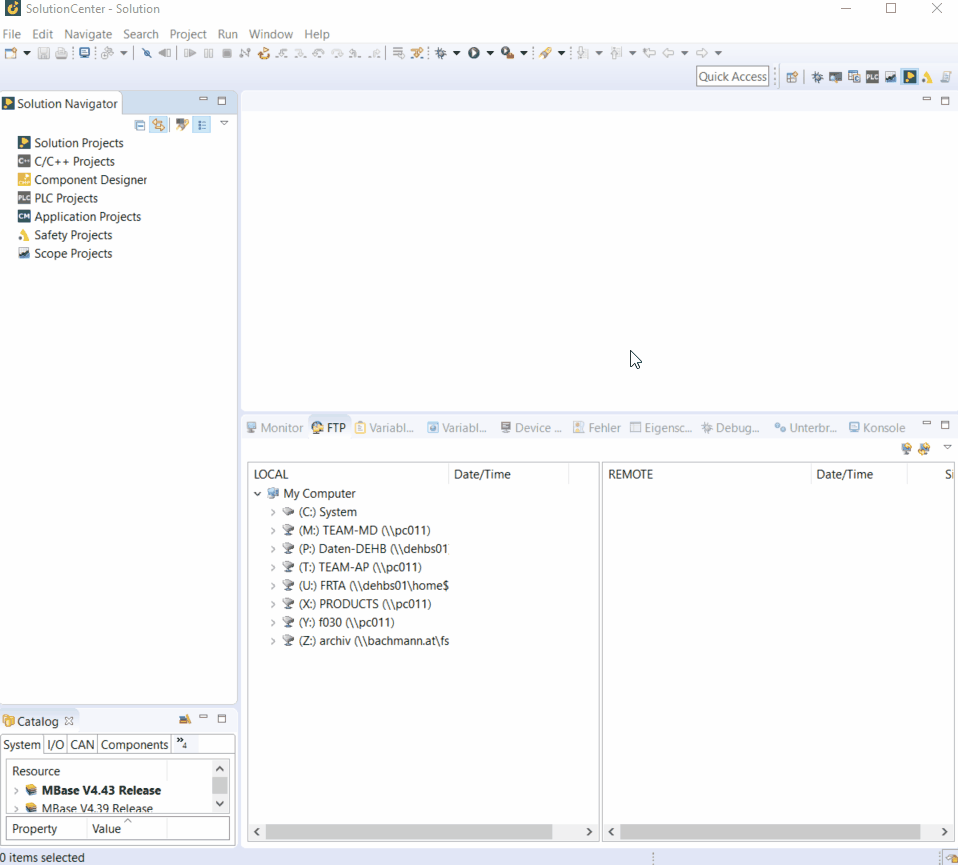 SolutionCenter - Solution
File Edit Navigate Search Project Run Window Help
Quick Access
PLC
Solution Navigator
Solution Projects
C/C++ Projects
Component Designer
PLC PLC Projects
CM Application Projects
Safety Projects
Scope Projects
Monitor FTP Variabl... Variabl... Device ... Fehler Eigensc... Debug... Unterbr... Konsole
LOCAL Date/Time
My Computer
(C:) System
(M:) TEAM-MD (\\pc011)
(P:) Daten-DEHB (\\dehbs01
(T:) TEAM-AP (\\pc011)
(U:) FRTA (\\dehbs01\home$
(X:) PRODUCTS (\\pc011)
(Y:) f030 (\\pc011)
(Z:) archiv (\\bachmann.at\fs
REMOTE Date/Time Si
Catalog
System I/O CAN Components »4
Resource
MBase V4.43 Release
MBase V4.39 Release
Property Value
0 items selected